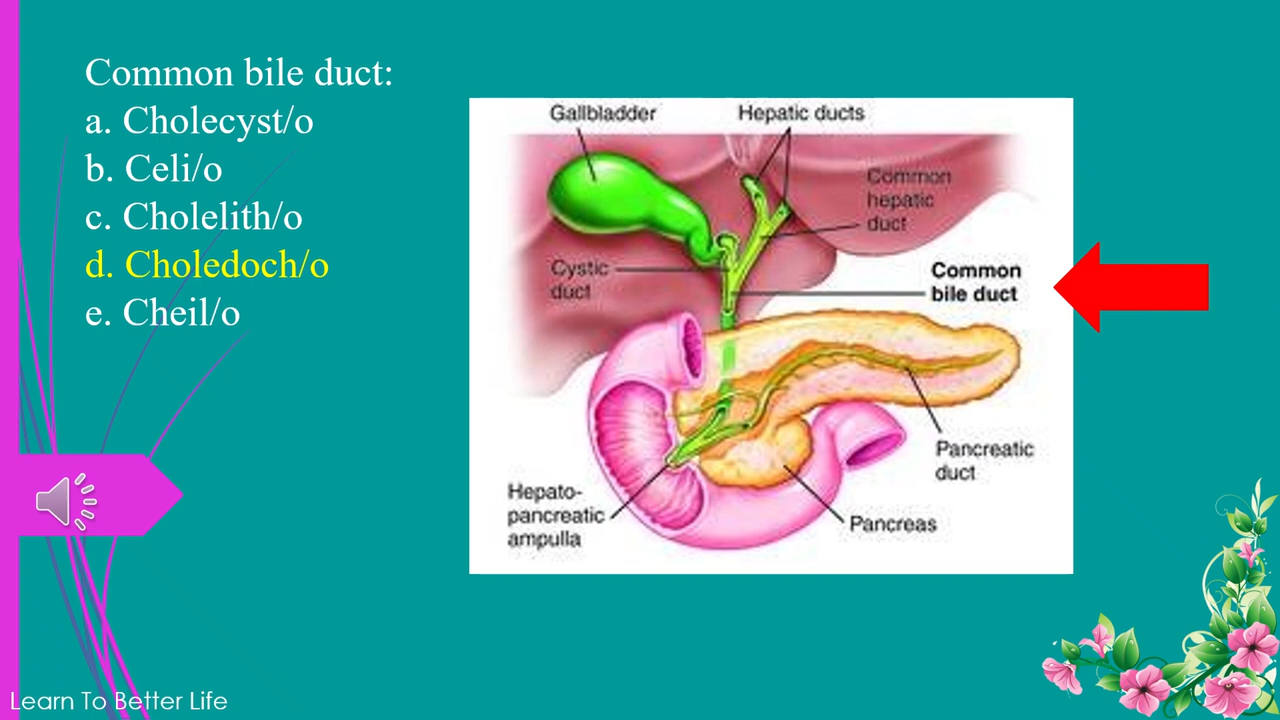 Common bile duct:
a. Cholecyst/o
b. Celi/o
c. Cholelith/o
d. Choledoch/o
e. Cheil/o
Gallbladder
Hepatic ducts
Common
hepatic
duct
Cystic
duct
Common
bile duct
Pancreatic
duct
Hepato-
pancreatic
ampulla
Pancreas
Learn To Better Life